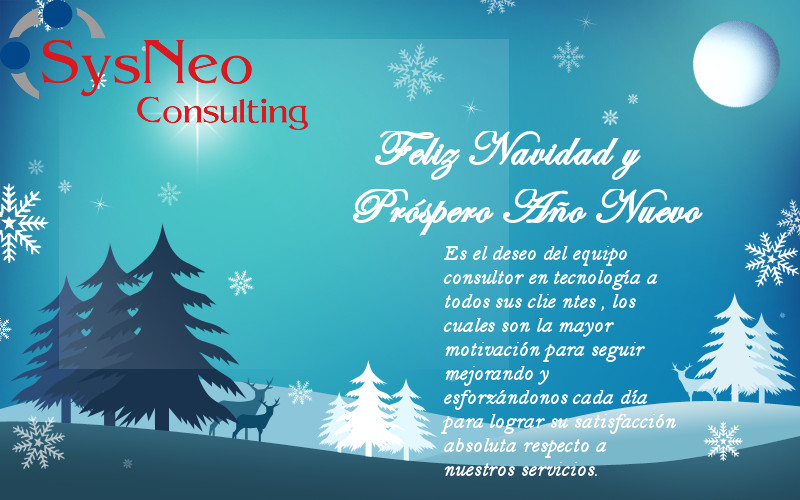 SysNeo
Consulting
Feliz Navidad y
Próspero Año Nuevo
Es el deseo del equipo
consultor en tecnología a
todos sus clie ntes , los
cuales son la mayor
motivación para seguir
mejorando y
esforzándonos cada día
para lograr su satisfacción
absoluta respecto a
nuestros servicios.